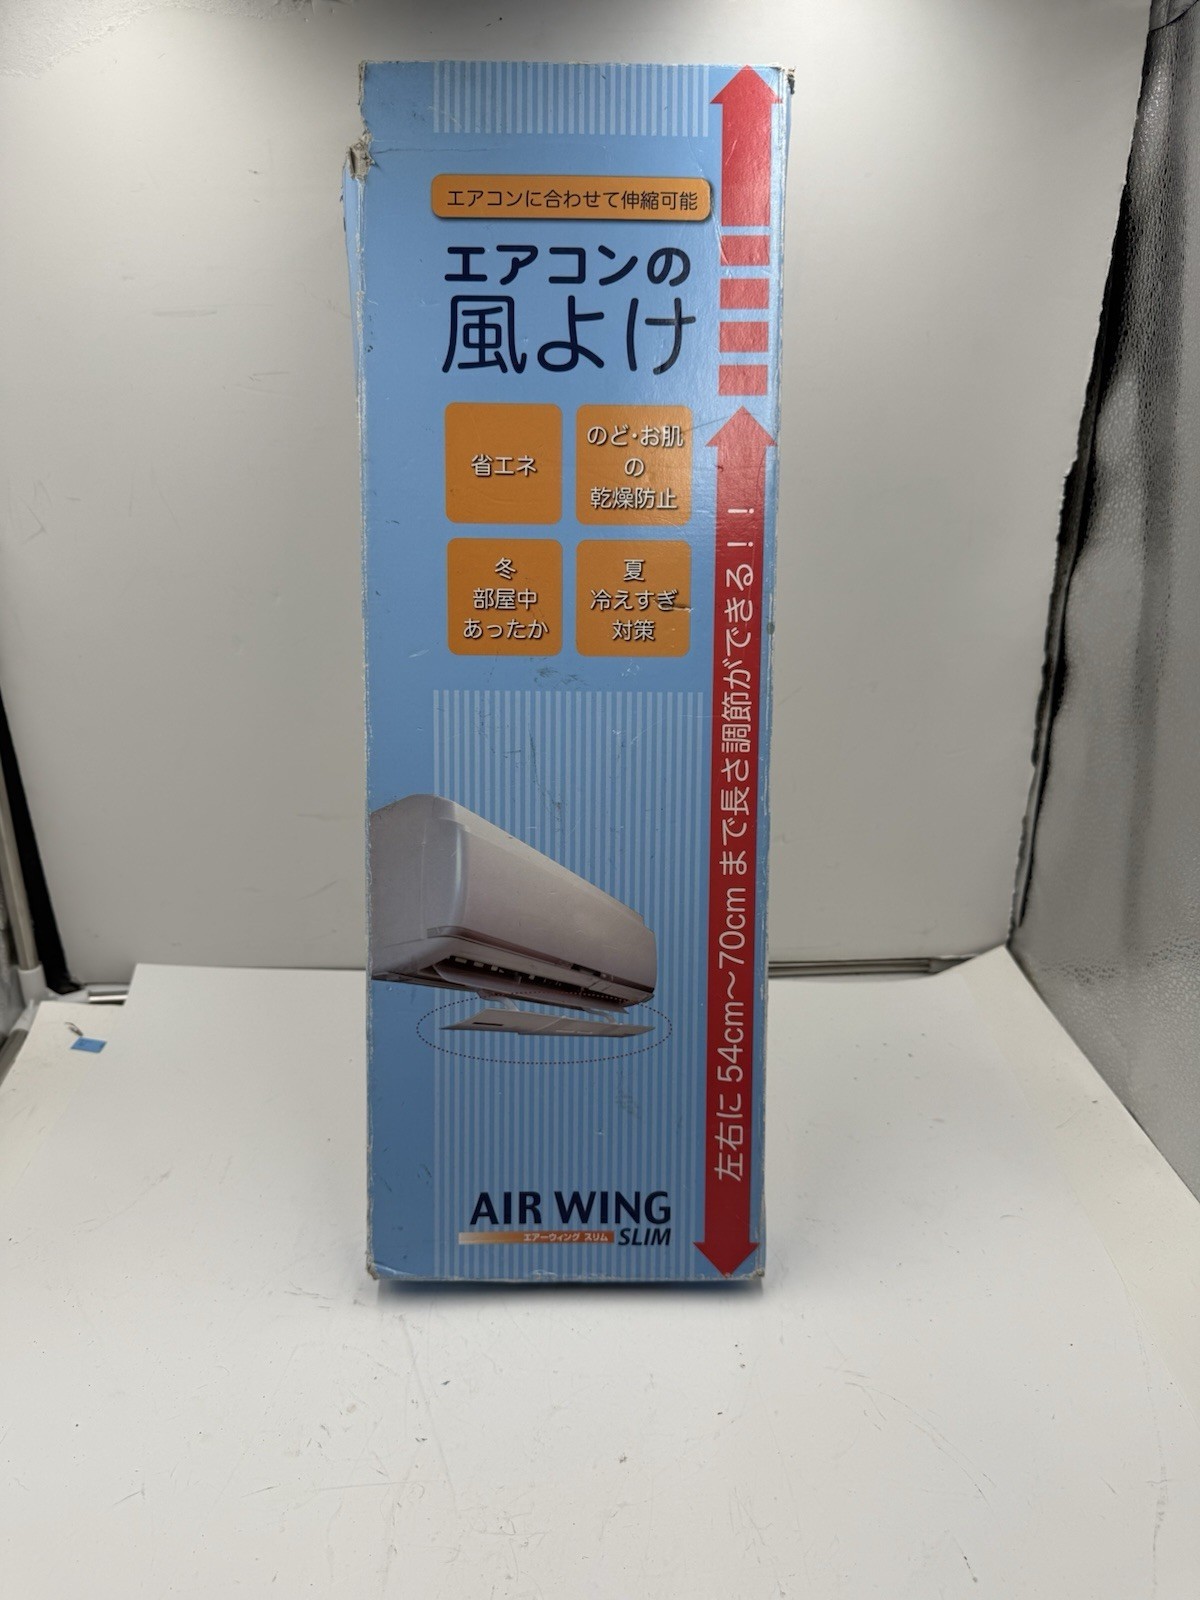 エアコンに合わせて伸縮可能
エアコンの
風よけ
省エネ
のど・お肌
の
乾燥防止
冬
部屋中
あったか
夏
冷えすぎ
対策
左右に 54cm〜70cm まで長さ調節ができる！！
AIR WING
エアーウィング スリム SLIM